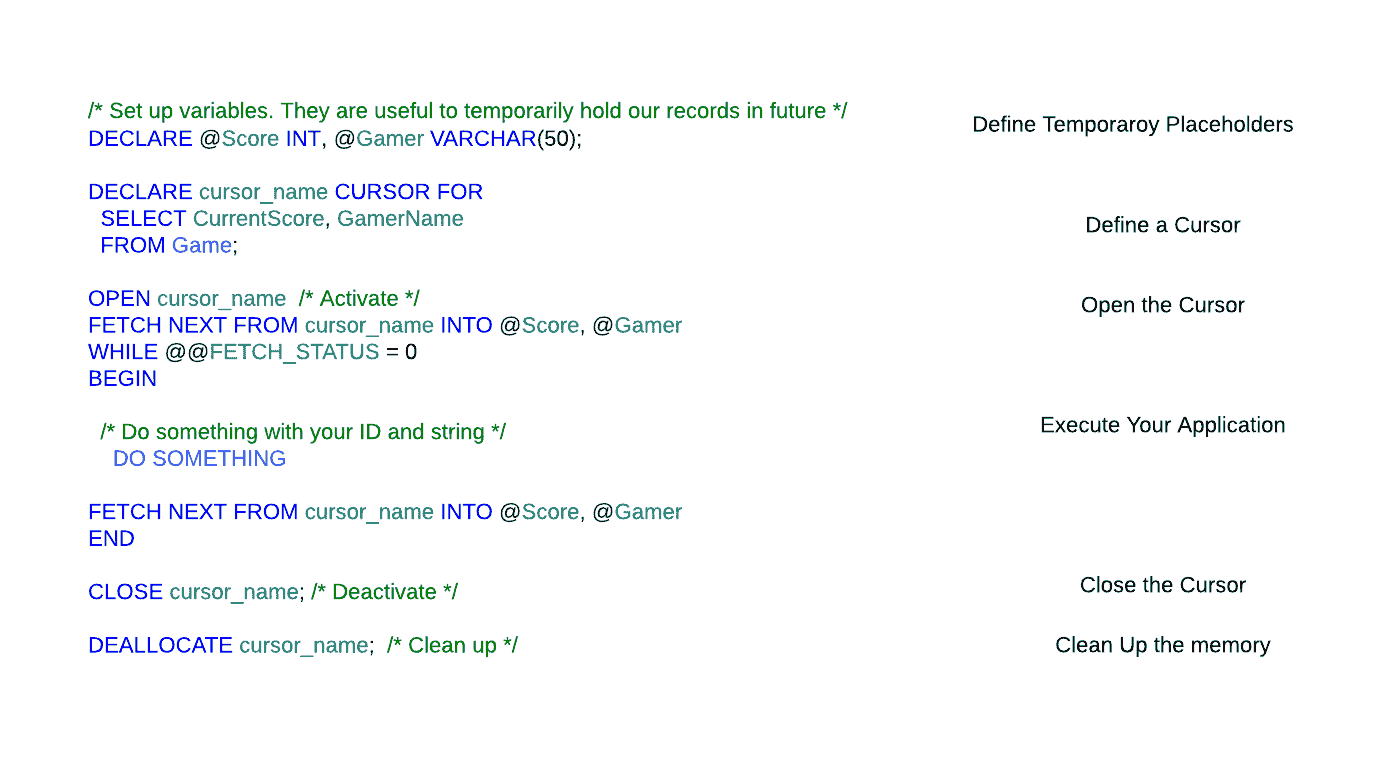 /* Set up variables. They are useful to temporarily hold our records in future */
DECLARE @Score INT, @Gamer VARCHAR(50);
Define Temporaroy Placeholders
DECLARE cursor_name CURSOR FOR
SELECT CurrentScore, GamerName
FROM Game;
Define a Cursor
OPEN cursor_name /* Activate */
Open the Cursor
FETCH NEXT FROM cursor_name INTO @Score, @Gamer
WHILE @@FETCH_STATUS = 0
BEGIN
/* Do something with your ID and string */
DO SOMETHING
Execute Your Application
FETCH NEXT FROM cursor_name INTO @Score, @Gamer
END
CLOSE cursor_name; /* Deactivate */
Close the Cursor
DEALLOCATE cursor_name; /* Clean up */
Clean Up the memory